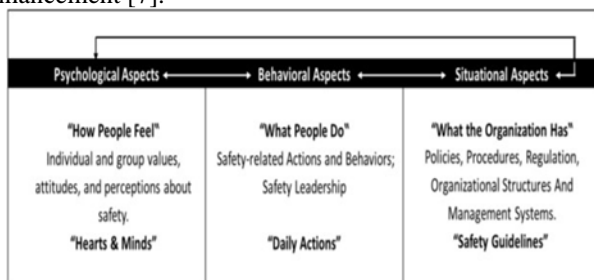 mancement [7].
Psychological Aspects
Behavioral Aspects
Situational Aspects
"How People Feel"
Individual and group values,
attitudes, and perceptions about
safety.
"Hearts & Minds"
"What People Do"
Safety-related Actions and Behaviors;
Safety Leadership
"Daily Actions"
"What the Organization Has"
Policies, Procedures, Regulation,
Organizational Structures And
Management Systems.
"Safety Guidelines"